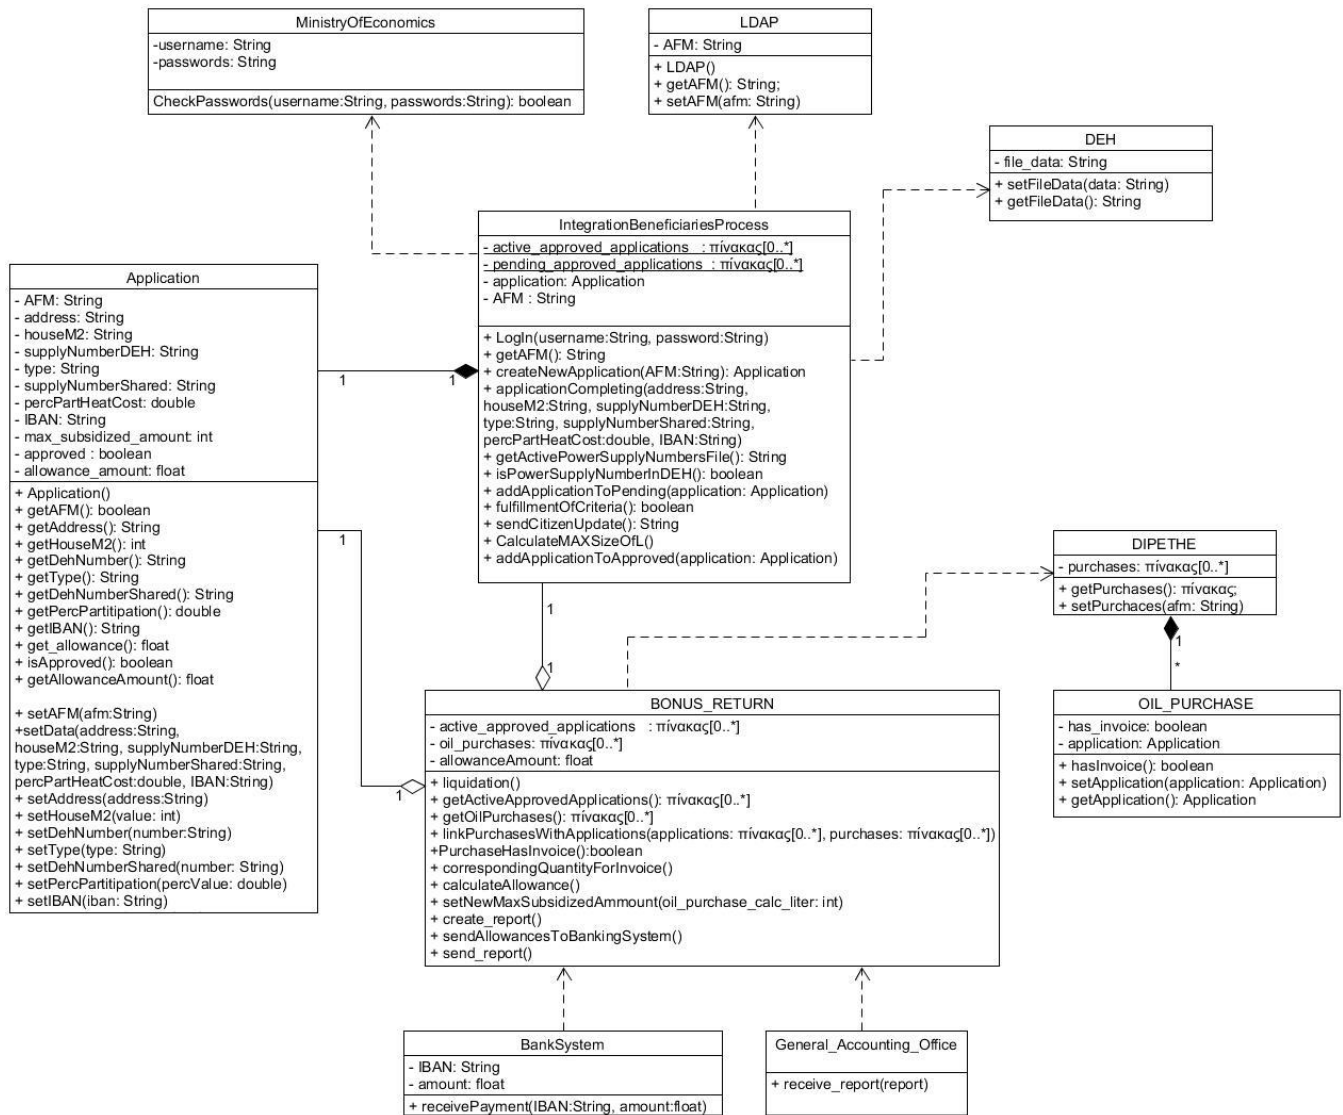 MinistryOfEconomics
-username: String
-passwords: String
CheckPasswords(username:String, passwords:String): boolean
LDAP
- AFM: String
+ LDAP()
+ getAFM(): String;
+ setAFM(afm: String)
DEH
- file_data: String
+ setFileData(data: String)
+ getFileData(): String
IntegrationBeneficiariesProcess
- active_approved_applications : πίνακας[0..*]
- pending_approved_applications : πίνακας[0..*]
- application: Application
- AFM : String
+ LogIn(username:String, password:String)
+ getAFM(): String
+ createNewApplication(AFM:String): Application
+ applicationCompleting(address:String,
houseM2:String, supplyNumberDEH:String,
type:String, supplyNumberShared:String,
percPartHeatCost:double, IBAN:String)
+ getActivePowerSupplyNumbersFile(): String
+ isPowerSupplyNumberInDEH(): boolean
+ addApplicationToPending(application: Application)
+ fulfillmentOfCriteria(): boolean
+ sendCitizenUpdate(): String
+ CalculateMAXSizeOfL()
+ addApplicationToApproved(application: Application)
Application
- AFM: String
- address: String
- houseM2: String
- supplyNumberDEH: String
- type: String
- supplyNumberShared: String
- percPartHeatCost: double
- IBAN: String
- max_subsidized_amount: int
- approved : boolean
- allowance_amount: float
+ Application()
+ getAFM(): boolean
+ getAddress(): String
+ getHouseM2(): int
+ getDehNumber(): String
+ getType(): String
+ getDehNumberShared(): String
+ getPercPartitipation(): double
+ getIBAN(): String
+ get_allowance(): float
+ isApproved(): boolean
+ getAllowanceAmount(): float
+ setAFM(afm:String)
+setData(address:String,
houseM2:String, supplyNumberDEH:String,
type:String, supplyNumberShared:String,
percPartHeatCost:double, IBAN:String)
+ setAddress(address:String)
+ setHouseM2(value: int)
+ setDehNumber(number:String)
+ setType(type: String)
+ setDehNumberShared(number: String)
+ setPercPartitipation(percValue: double)
+ setIBAN(iban: String)
1
1
1
1
1
1
DIPETHE
- purchases: πίνακας[0..*]
+ getPurchases(): πίνακας;
+ setPurchaces(afm: String)
1
*
OIL_PURCHASE
- has_invoice: boolean
- application: Application
+ hasInvoice(): boolean
+ setApplication(application: Application)
+ getApplication(): Application
BONUS_RETURN
- active_approved_applications : πίνακας[0..*]
- oil_purchases: πίνακας[0..*]
- allowanceAmount: float
+ liquidation()
+ getActiveApprovedApplications(): πίνακας[0..*]
+ getOilPurchases(): πίνακας[0..*]
+ linkPurchasesWithApplications(applications: πίνακας[0..*], purchases: πίνακας[0..*])
+PurchaseHasInvoice():boolean
+ correspondingQuantityForInvoice()
+ calculateAllowance()
+ setNewMaxSubsidizedAmmount(oil_purchase_calc_liter: int)
+ create_report()
+ sendAllowancesToBankingSystem()
+ send_report()
BankSystem
- IBAN: String
- amount: float
+ receivePayment(IBAN:String, amount:float)
General_Accounting_Office
+ receive_report(report)